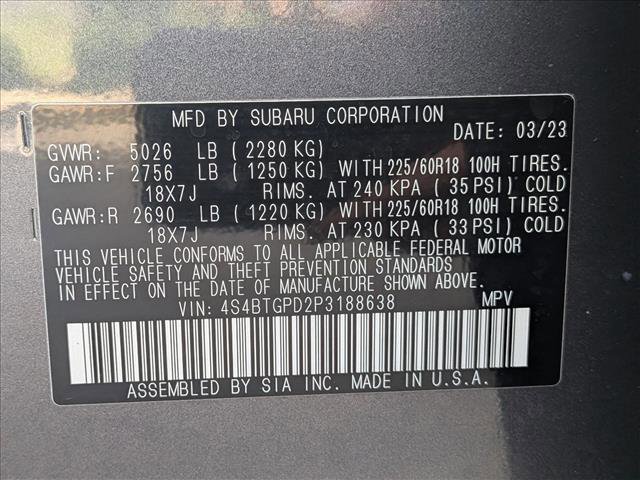 MFD BY SUBARU CORPORATION
DATE: 03/23
GVWR: 5026 LB ( 2280 KG)
GAWR:F 2756 LB ( 1250 KG) WITH 225/60R18 100H TIRES.
18X7J RIMS. AT 240 KPA ( 35 PSI) COLD
GAWR:R 2690 LB ( 1220 KG) WITH 225/60R18 100H TIRES.
18X7J RIMS. AT 230 KPA ( 33 PSI) COLD
THIS VEHICLE CONFORMS TO ALL APPLICABLE FEDERAL MOTOR
VEHICLE SAFETY AND THEFT PREVENTION STANDARDS
IN EFFECT ON THE DATE OF MANUFACTURE SHOWN ABOVE.
VIN: 4S4BTGPD2P3188638 MPV
ASSEMBLED BY SIA INC. MADE IN U.S.A.